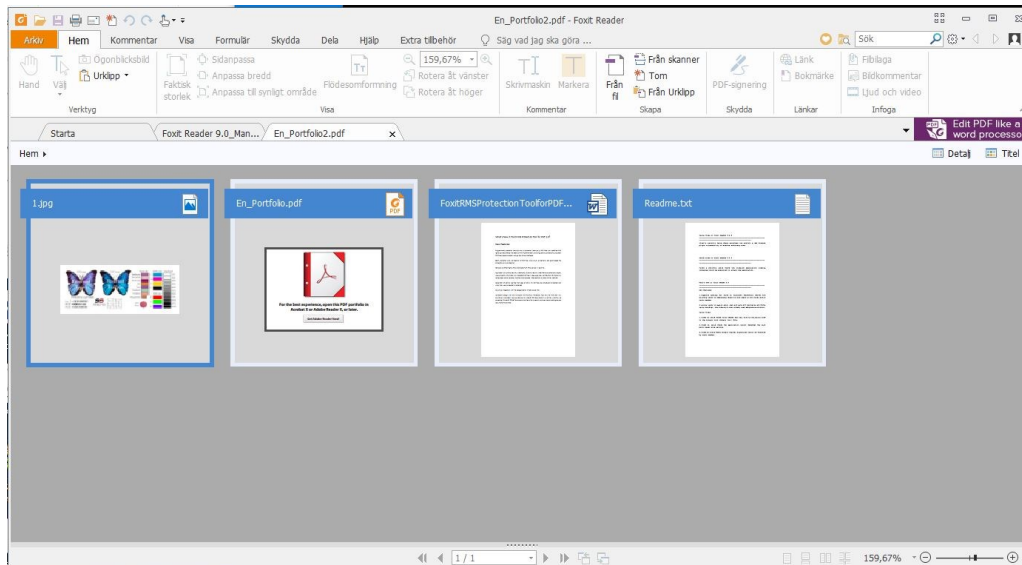 En_Portfolio2.pdf - Foxit Reader
Arkiv Hem Kommentar Visa Formulär Skydda Dela Hjälp Extra tillbehör Säg vad jag ska göra ... Sök
Hand
Välj
Ögonblicksbild
Urklipp
Verktyg
Faktisk
storlek
Sidanpassa
Anpassa bredd
Anpassa till synligt område
Flödesomformning
159,67%
Rotera åt vänster
Rotera åt höger
Visa
Skrivmaskin Markera
Kommentar
Från
fil
Från skanner
Tom
Från Urklipp
Skapa
PDF-signering
Skydda
Länk
Bokmärke
Länkar
Filbilaga
Bildkommentar
Ljud och video
Infoga
Starta Foxit Reader 9.0_Man... En_Portfolio2.pdf
Edit PDF like a
word processo
Hem
Detalj Titel
1.jpg
En_Portfolio.pdf
PDF
For the best experience, open this PDF portfolio in
Acrobat X or Adobe Reader X, or later.
Get Adobe Reader Now!
FoxitRMSProtectionToolforPDF...
Readme.txt
1 / 1
159,67%